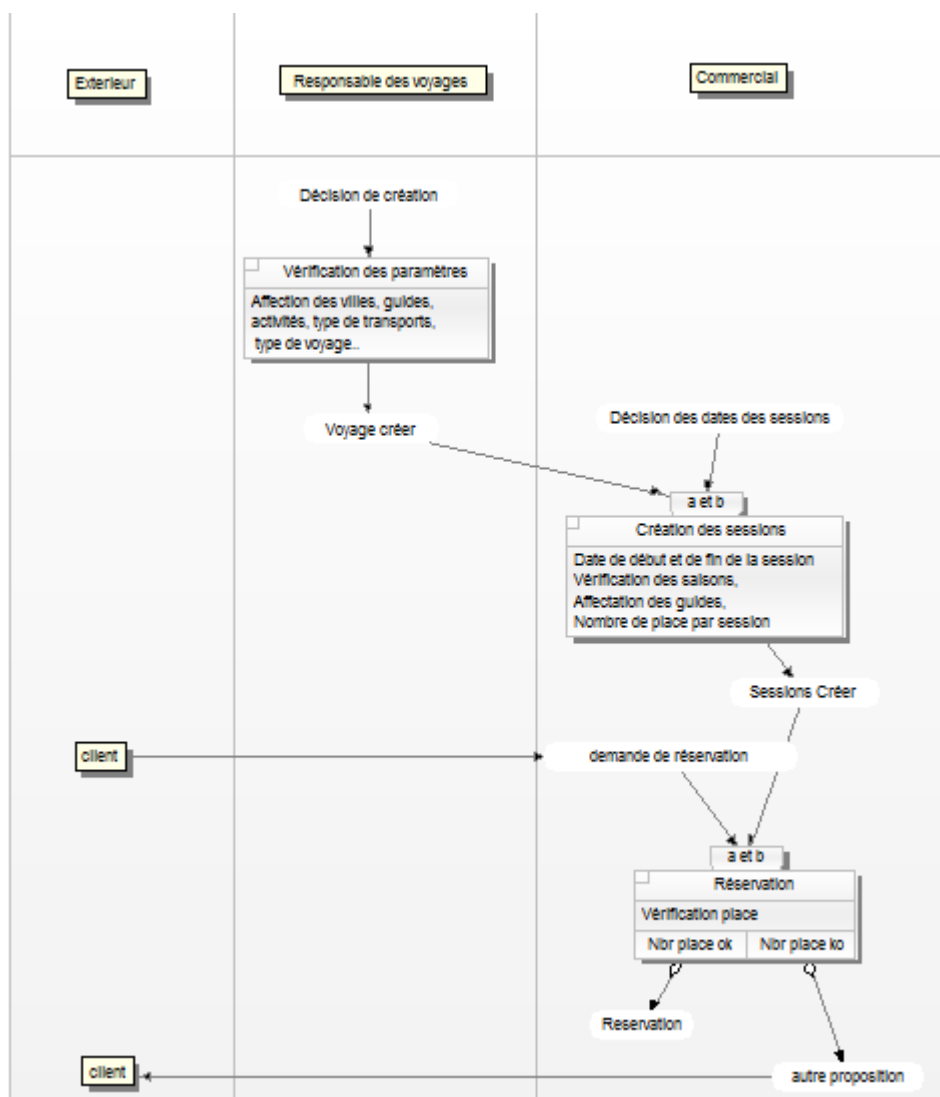 Exterieur
Responsable des voyages
Commercial
Décision de création
Vérification des paramètres
Affection des villes, guides,
activités, type de transports,
type de voyage..
Voyage créer
Décision des dates des sessions
a et b
Création des sessions
Date de début et de fin de la session
Vérification des saisons,
Affectation des guides,
Nombre de place par session
Sessions Créer
client
demande de réservation
a et b
Réservation
Vérification place
Nbr place ok
Nbr place ko
Reservation
client
autre proposition